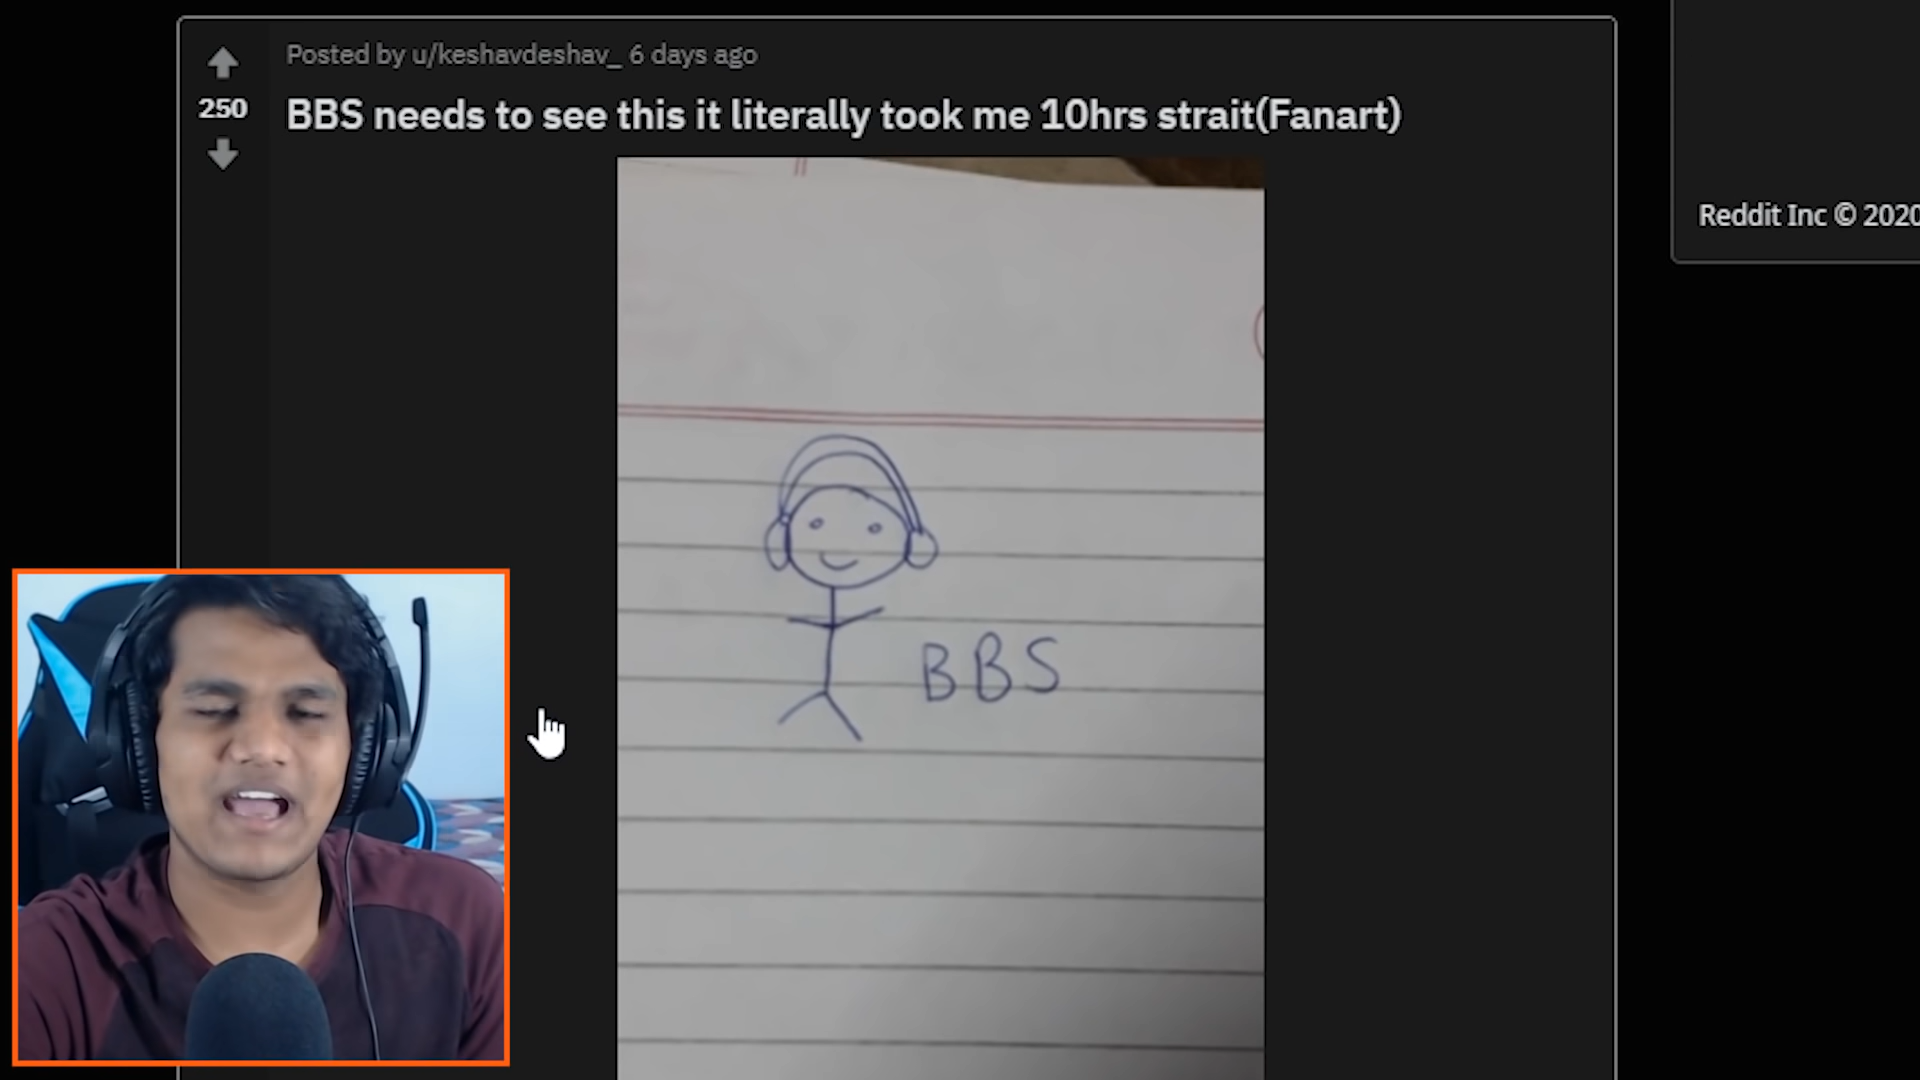 Posted by u/keshavdeshav_ 6 days ago
250
BBS needs to see this it literally took me 10hrs strait(Fanart)
Reddit Inc © 2020
BBS